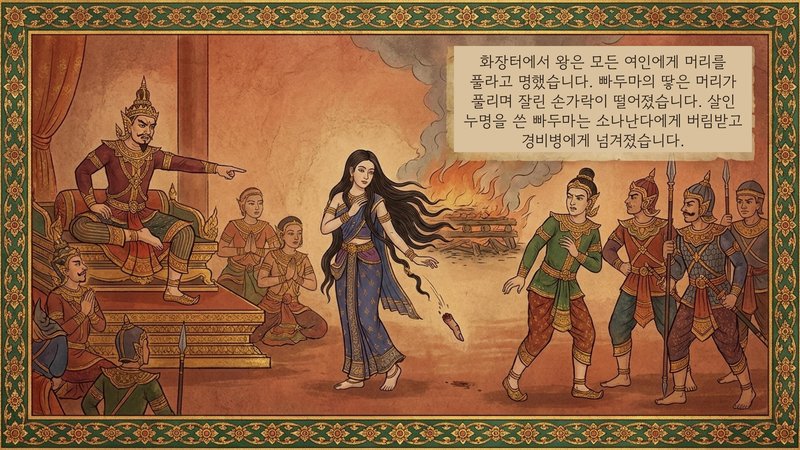 화장터에서 왕은 모든 여인에게 머리를
풀라고 명했습니다. 빠두마의 땋은 머리가
풀리며 잘린 손가락이 떨어졌습니다. 살인
누명을 쓴 빠두마는 소나난다에게 버림받고
경비병에게 넘겨졌습니다.